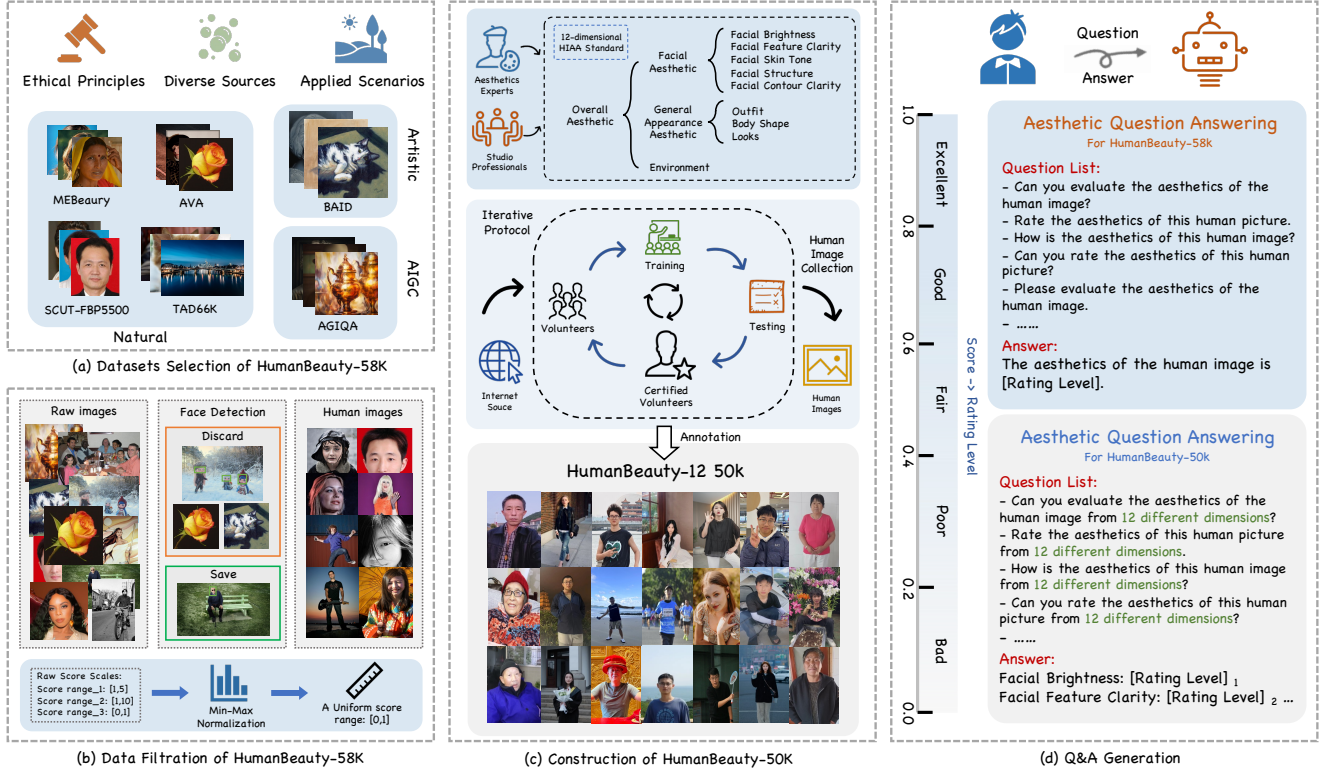 Ethical Principles
Diverse Sources
Applied Scenarios
MEBeaury
AVA
SCUT-FBP5500
TAD66K
Natural
BAID
Artistic
AGIQA
AIGC
(a) Datasets Selection of HumanBeauty-58K
Raw images
Face Detection
Human images
Discard
Save
Raw Score Scales:
Score range_1: [1,5]
Score range_2: [1,10]
Score range_3: [0,1]
Min-Max
Normalization
A Uniform score
range: [0,1]
(b) Data Filtration of HumanBeauty-58K
Aesthetics
Experts
Studio
Professionals
12-dimensional
HIAA Standard
Overall
Aesthetic
Facial
Aesthetic
Facial Brightness
Facial Feature Clarity
Facial Skin Tone
Facial Structure
Facial Contour Clarity
General
Appearance
Aesthetic
Outfit
Body Shape
Looks
Environment
Iterative
Protocol
Training
Volunteers
Testing
Certified
Volunteers
Internet
Souce
Human
Image
Collection
Human
Images
Annotation
HumanBeauty-12 50k
(c) Construction of HumanBeauty-50K
Question
Answer
1.0
Excellent
0.8
Good
0.6
Fair
0.4
Poor
0.2
Bad
0.0
Score -> Rating Level
Aesthetic Question Answering
For HumanBeauty-58k
Question List:
- Can you evaluate the aesthetics of the
human image?
- Rate the aesthetics of this human picture.
- How is the aesthetics of this human image?
- Can you rate the aesthetics of this human
picture?
- Please evaluate the aesthetics of the
human image.
- ......
Answer:
The aesthetics of the human image is
[Rating Level].
Aesthetic Question Answering
For HumanBeauty-50k
Question List:
- Can you evaluate the aesthetics of the
human image from 12 different dimensions?
- Rate the aesthetics of this human picture
from 12 different dimensions.
- How is the aesthetics of this human image
from 12 different dimensions?
- Can you rate the aesthetics of this human
picture from 12 different dimensions?
- ......
Answer:
Facial Brightness: [Rating Level] 1
Facial Feature Clarity: [Rating Level] 2 ...
(d) Q&A Generation